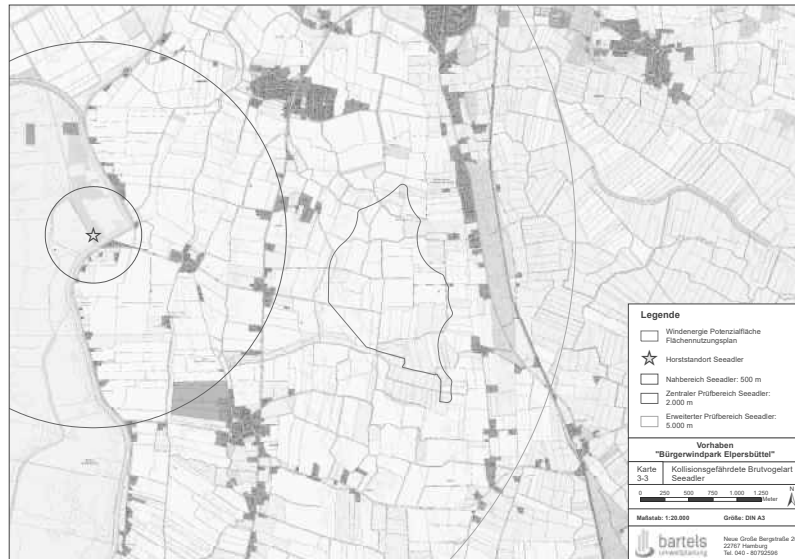 Legende
Windenergie Potenzialfläche
Flächennutzungsplan
Horststandort Seeadler
Nahbereich Seeadler: 500 m
Zentraler Prüfbereich Seeadler:
2.000 m
Erweiterter Prüfbereich Seeadler:
5.000 m
Vorhaben
"Bürgerwindpark Elpersbüttel"
Karte
3-3
Kollisionsgefährdete Brutvogelart
Seeadler
0 250 500 750 1.000 1.250
Meter
N
Maßstab: 1:20.000 Größe: DIN A3
bartels
umweltplanung
Neue Große Bergstraße 20
22767 Hamburg
Tel. 040 - 80792596